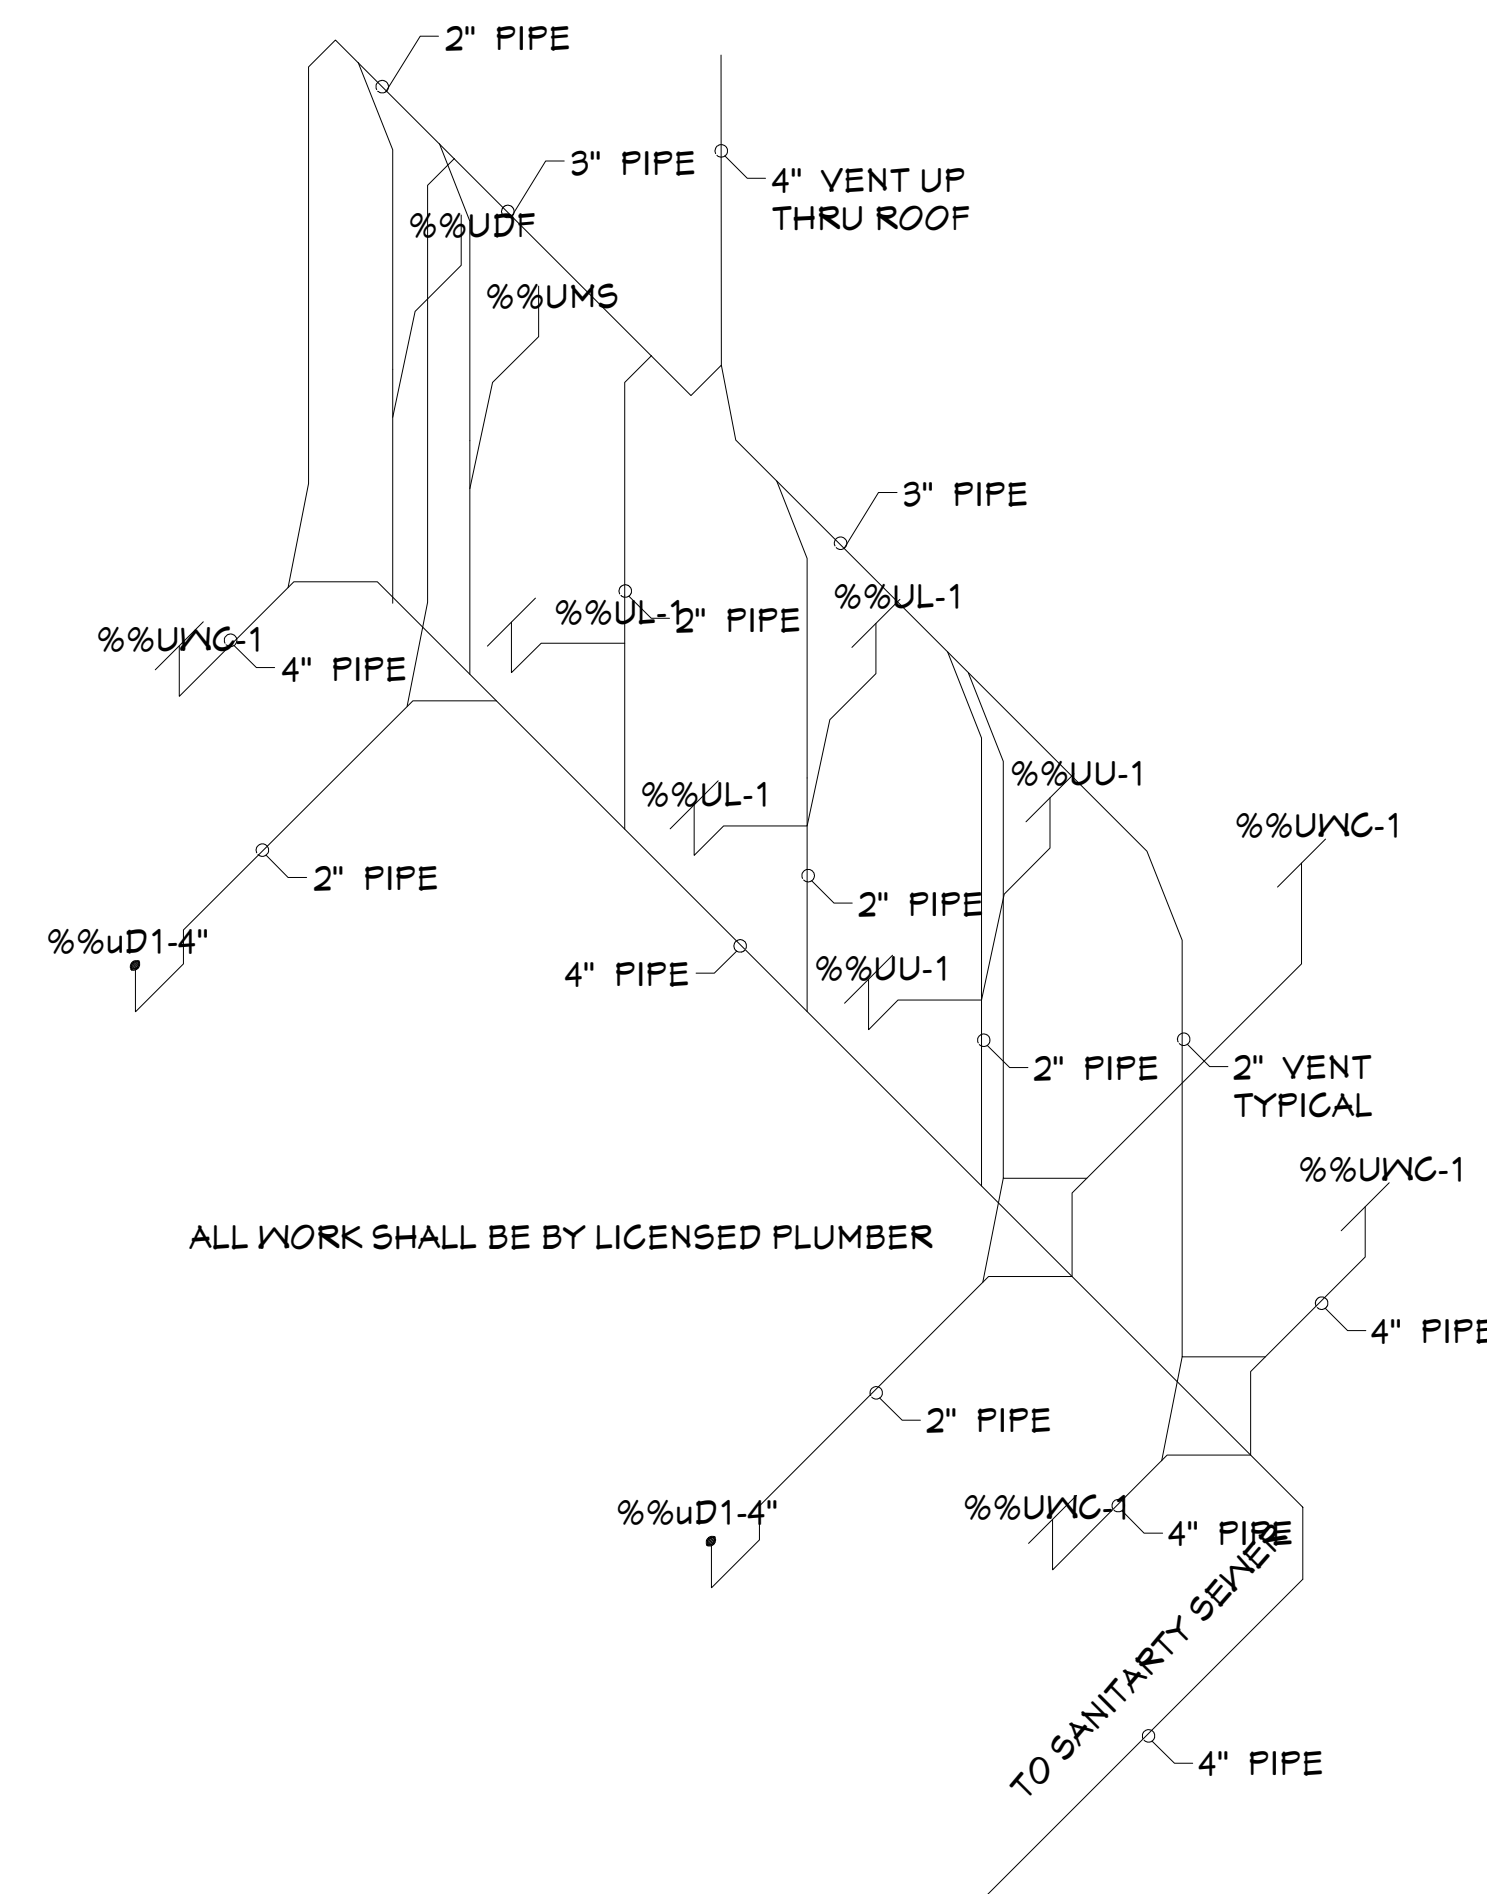 2" PIPE
3" PIPE
4" VENT UP
THRU ROOF
%%UDF
%%UMS
3" PIPE
%%UL-1
%%UL-1
2" PIPE
%%UWC-1
4" PIPE
%%UU-1
%%UL-1
%%UWC-1
2" PIPE
2" PIPE
%%uD1-4"
4" PIPE
%%UU-1
2" PIPE
2" VENT
TYPICAL
%%UWC-1
ALL WORK SHALL BE BY LICENSED PLUMBER
4" PIPE
2" PIPE
%%uD1-4"
%%UWC-1
4" PIPE
TO SANITARTY SEWER
4" PIPE